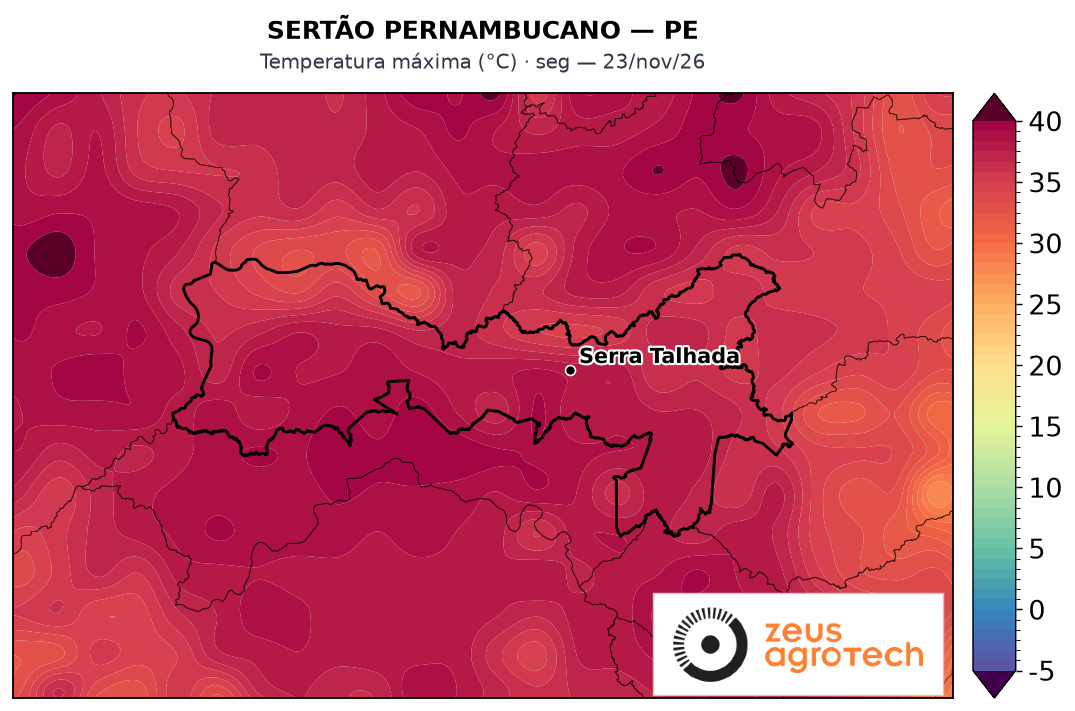 SERTÃO PERNAMBUCANO — PE
Temperatura máxima (°C) · seg — 23/nov/26
Serra Talhada
40
35
30
25
20
15
10
5
0
-5
zeus
agrotech